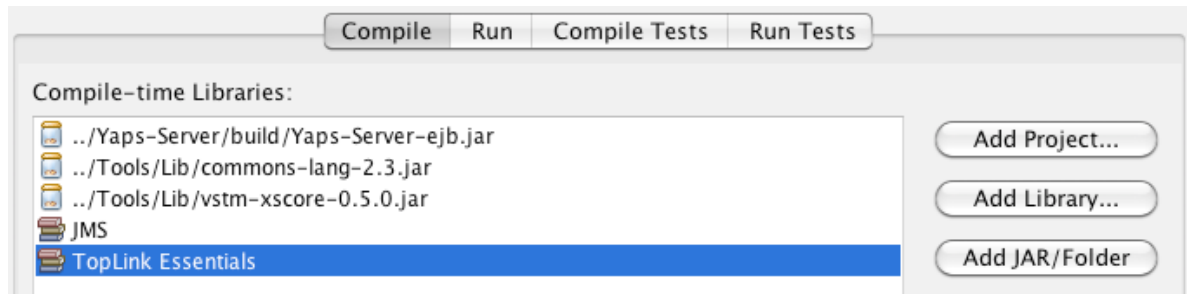 Compile Run Compile Tests Run Tests
Compile-time Libraries:
../Yaps-Server/build/Yaps-Server-ejb.jar
../Tools/Lib/commons-lang-2.3.jar
../Tools/Lib/vstm-xscore-0.5.0.jar
JMS
TopLink Essentials
Add Project...
Add Library...
Add JAR/Folder